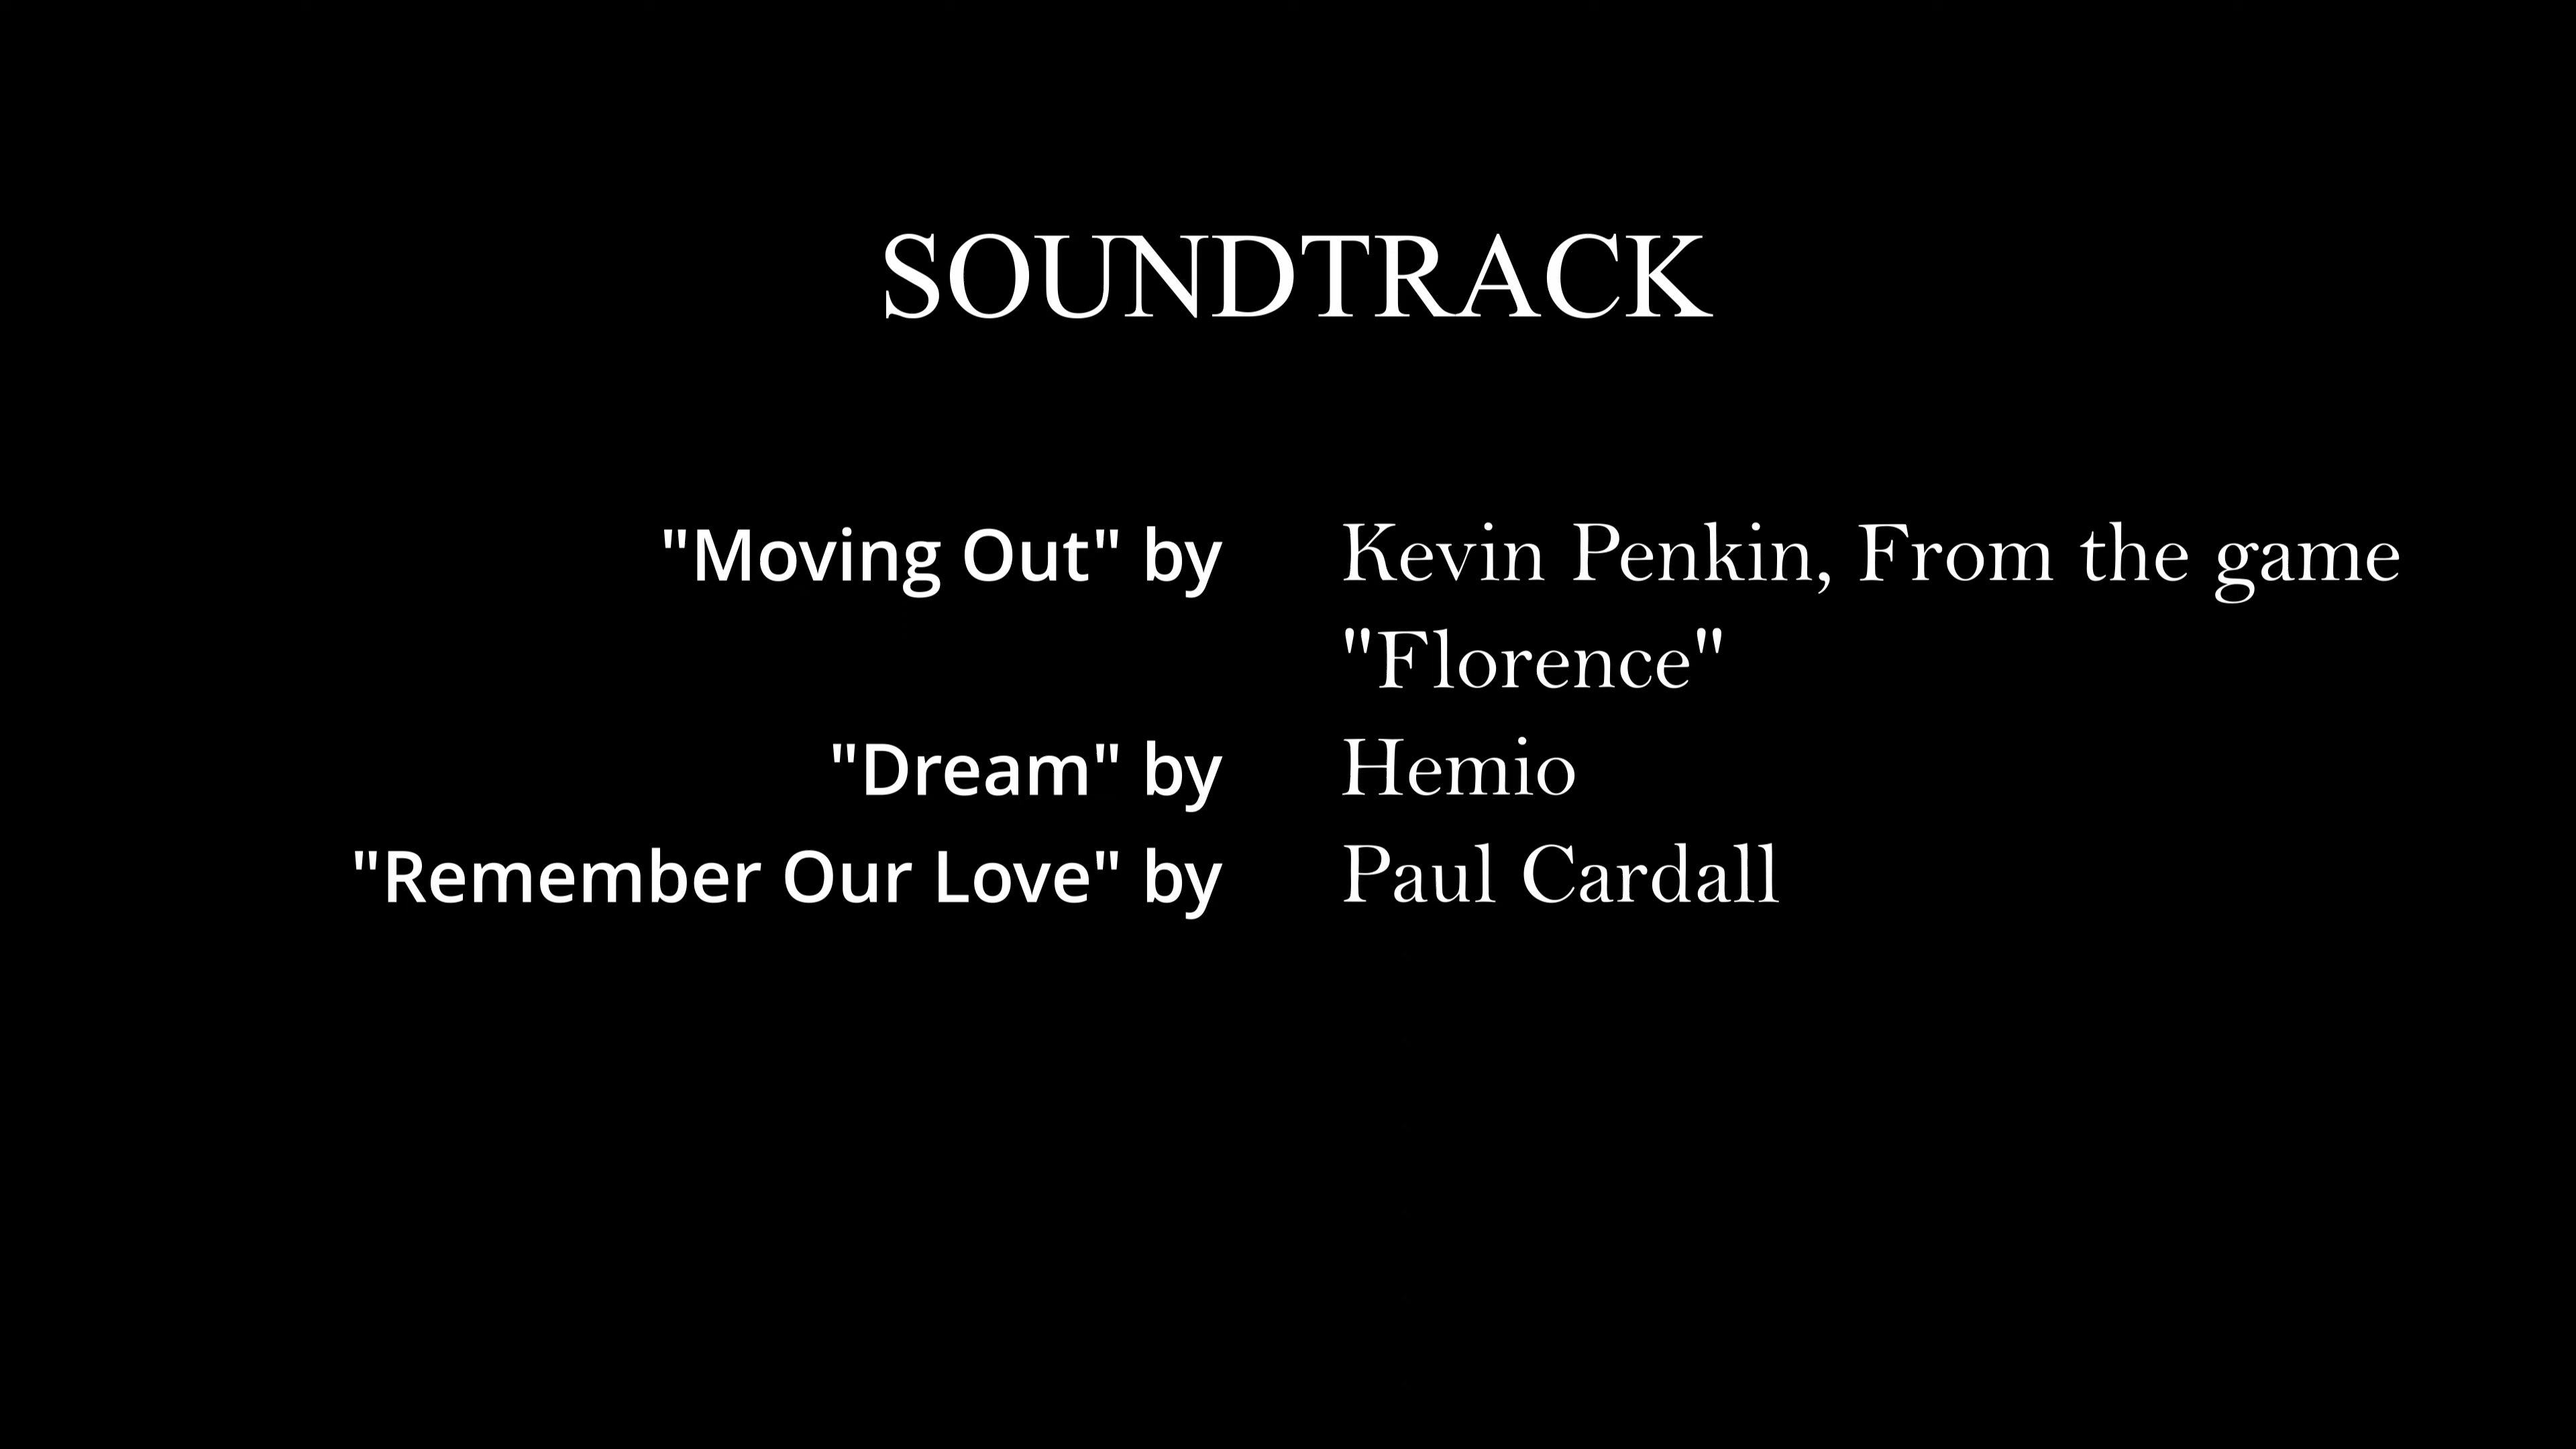 SOUNDTRACK
"Moving Out" by Kevin Penkin, From the game
"Florence"
"Dream" by Hemio
"Remember Our Love" by Paul Cardall